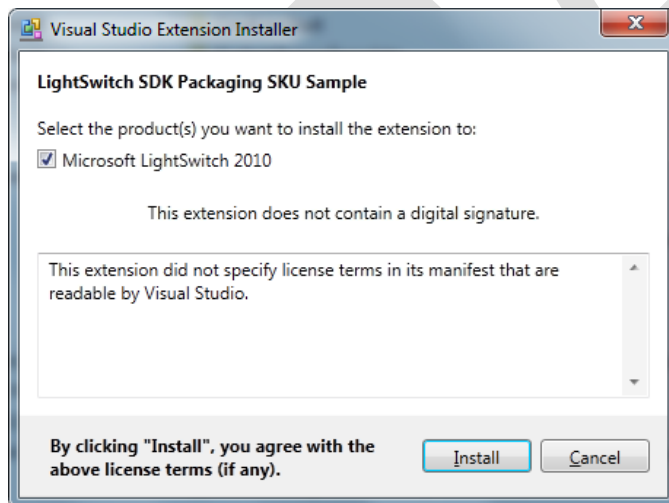 Visual Studio Extension Installer
LightSwitch SDK Packaging SKU Sample
Select the product(s) you want to install the extension to:
Microsoft LightSwitch 2010
This extension does not contain a digital signature.
This extension did not specify license terms in its manifest that are
readable by Visual Studio.
By clicking "Install", you agree with the
above license terms (if any).
Install
Cancel